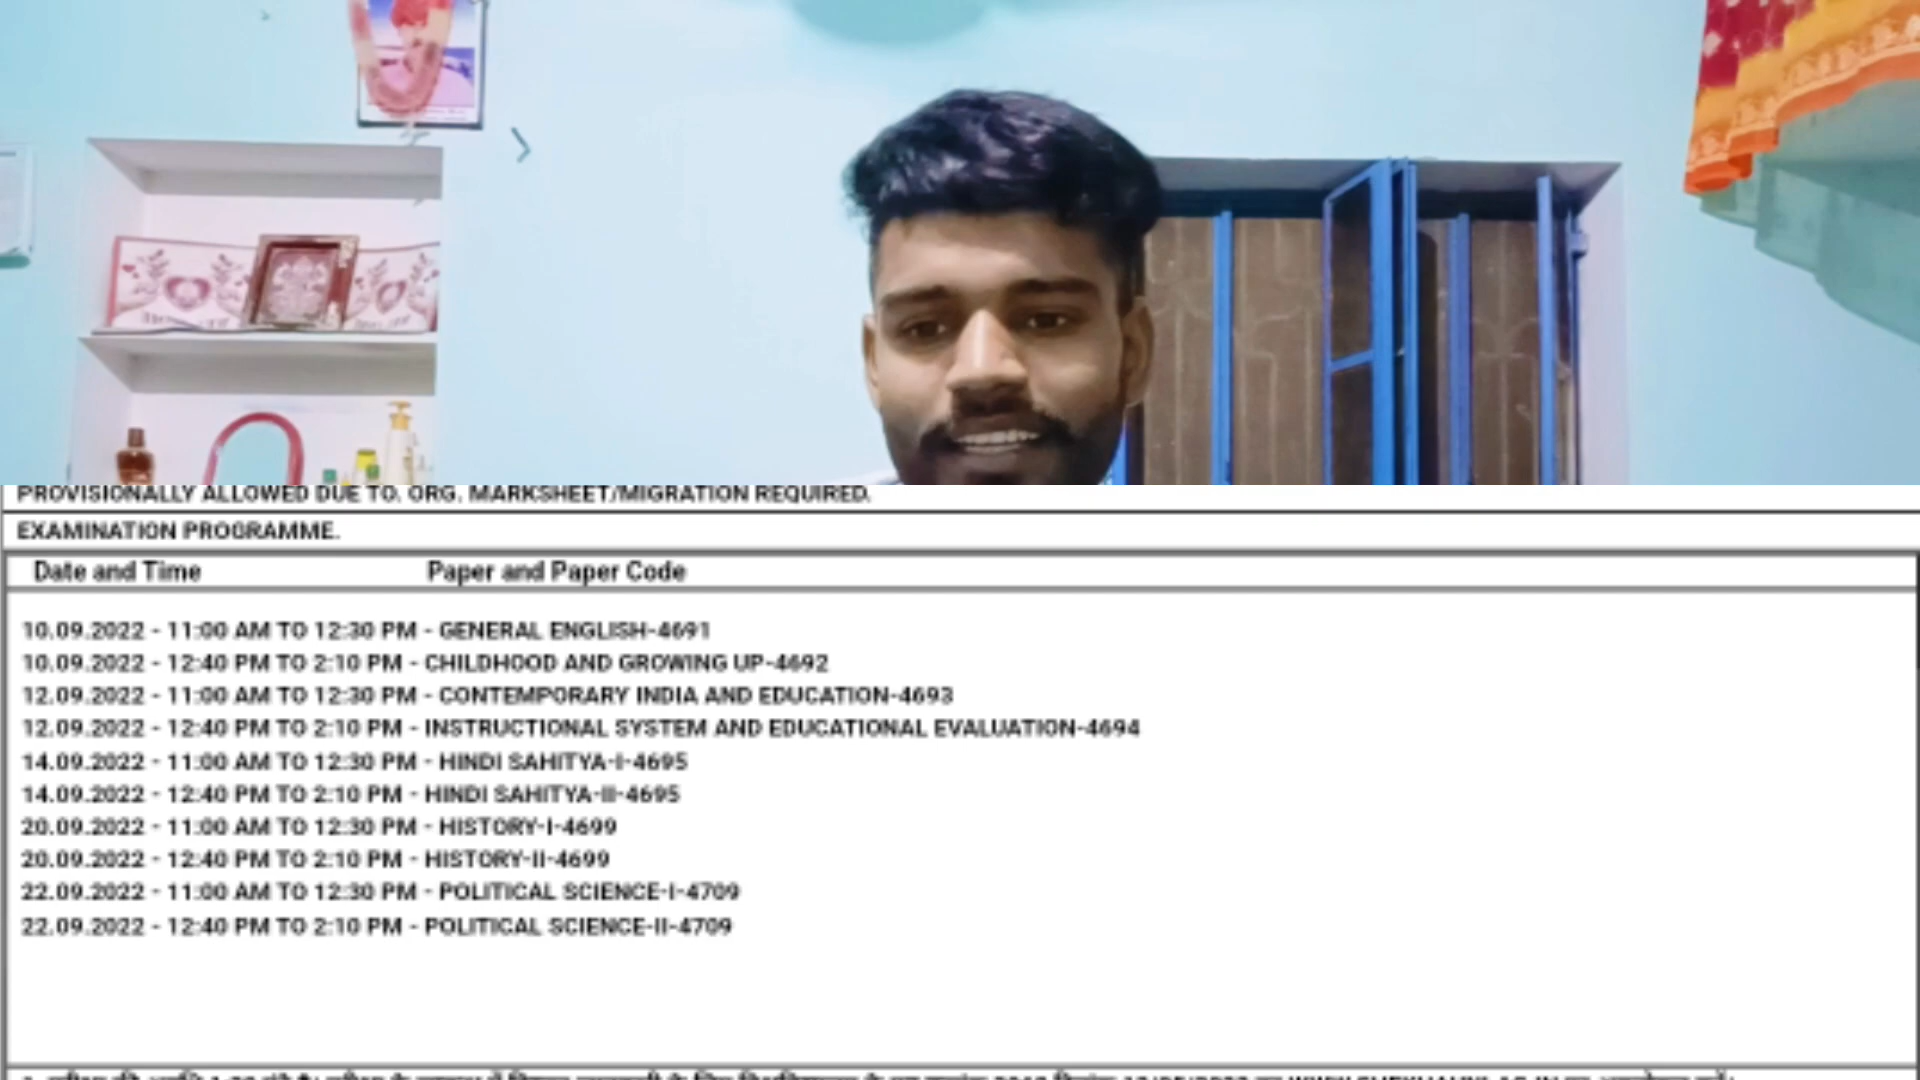 PROVISIONALLY ALLOWED DUE TO. ORG. MARKSHEET/MIGRATION REQUIRED.
EXAMINATION PROGRAMME.
Date and Time Paper and Paper Code
10.09.2022 - 11:00 AM TO 12:30 PM - GENERAL ENGLISH-4691
10.09.2022 - 12:40 PM TO 2:10 PM - CHILDHOOD AND GROWING UP-4692
12.09.2022 - 11:00 AM TO 12:30 PM - CONTEMPORARY INDIA AND EDUCATION-4693
12.09.2022 - 12:40 PM TO 2:10 PM - INSTRUCTIONAL SYSTEM AND EDUCATIONAL EVALUATION-4694
14.09.2022 - 11:00 AM TO 12:30 PM - HINDI SAHITYA-I-4695
14.09.2022 - 12:40 PM TO 2:10 PM - HINDI SAHITYA-II-4695
20.09.2022 - 11:00 AM TO 12:30 PM - HISTORY-I-4699
20.09.2022 - 12:40 PM TO 2:10 PM - HISTORY-II-4699
22.09.2022 - 11:00 AM TO 12:30 PM - POLITICAL SCIENCE-I-4709
22.09.2022 - 12:40 PM TO 2:10 PM - POLITICAL SCIENCE-II-4709